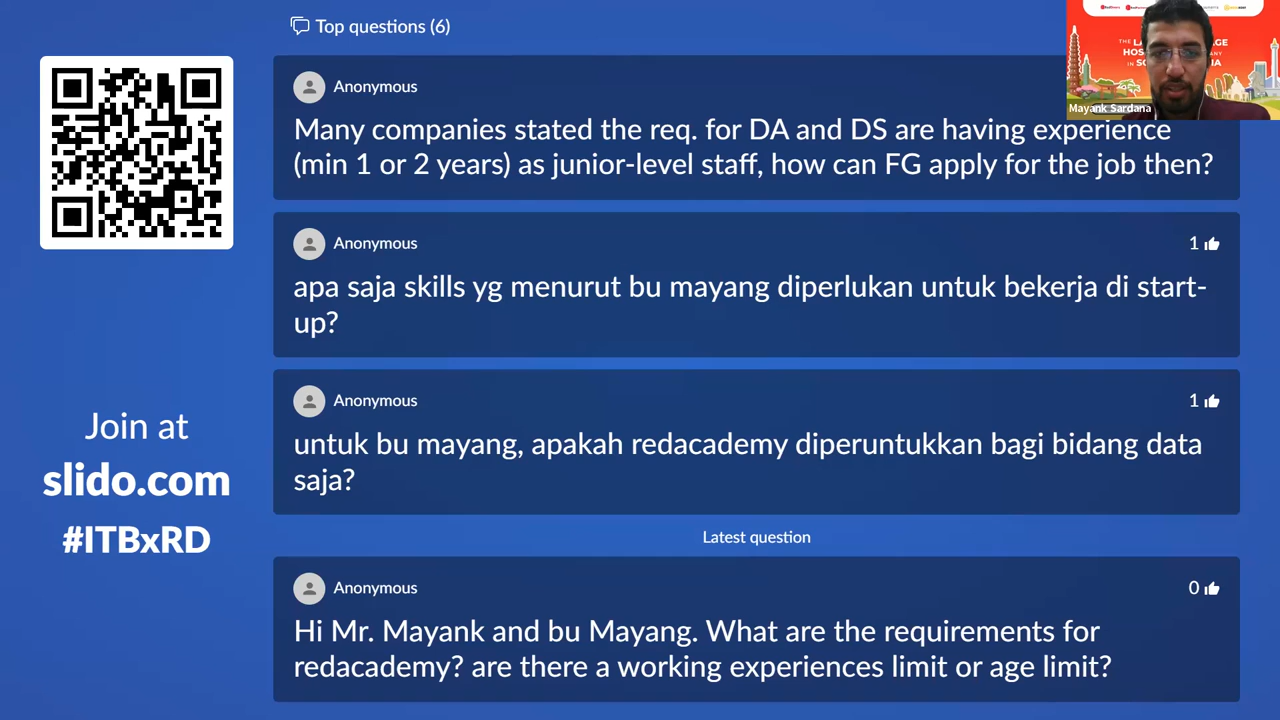 Top questions (6)
Anonymous
Many companies stated the req. for DA and DS are having experience
(min 1 or 2 years) as junior-level staff, how can FG apply for the job then?
Anonymous
1
apa saja skills yg menurut bu mayang diperlukan untuk bekerja di start-
up?
Anonymous
1
untuk bu mayang, apakah redacademy diperuntukkan bagi bidang data
saja?
Latest question
Anonymous
0
Hi Mr. Mayank and bu Mayang. What are the requirements for
redacademy? are there a working experiences limit or age limit?
Join at
slido.com
#ITBxRD
THE
IN
Mayank Sardana